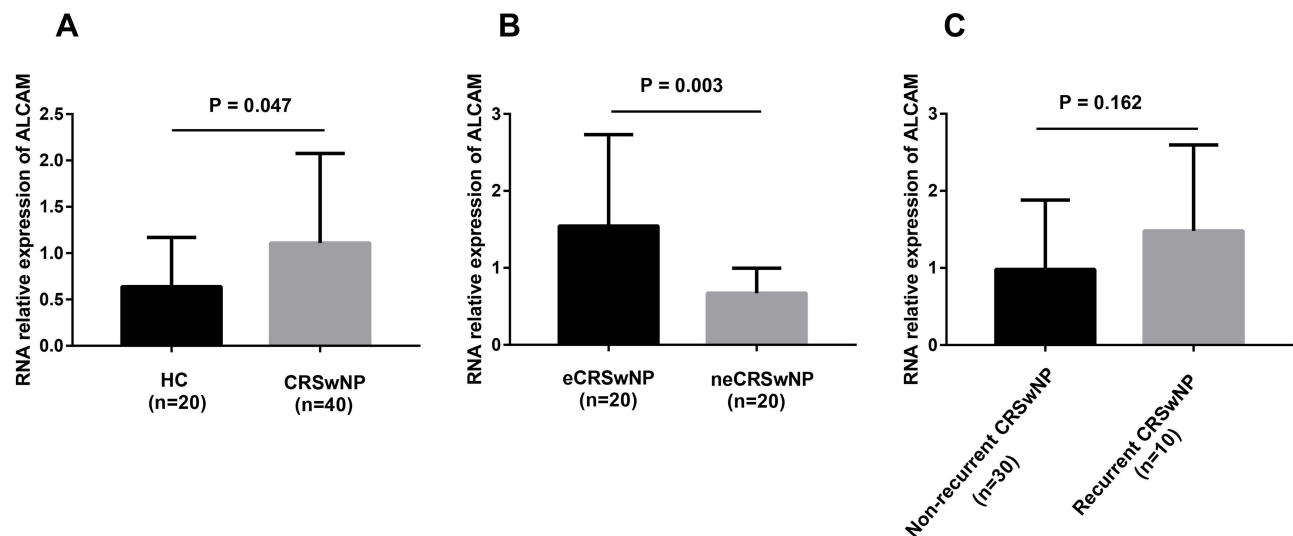 A
RNA relative expression of ALCAM
P = 0.047
2.5
2.0
1.5
1.0
0.5
0.0
HC
(n=20)
CRSwNP
(n=40)
B
RNA relative expression of ALCAM
P = 0.003
3
2
1
0
eCRSwNP
(n=20)
neCRSwNP
(n=20)
C
RNA relative expression of ALCAM
P = 0.162
3
2
1
0
Non-recurrent CRSwNP
(n=30)
Recurrent CRSwNP
(n=10)